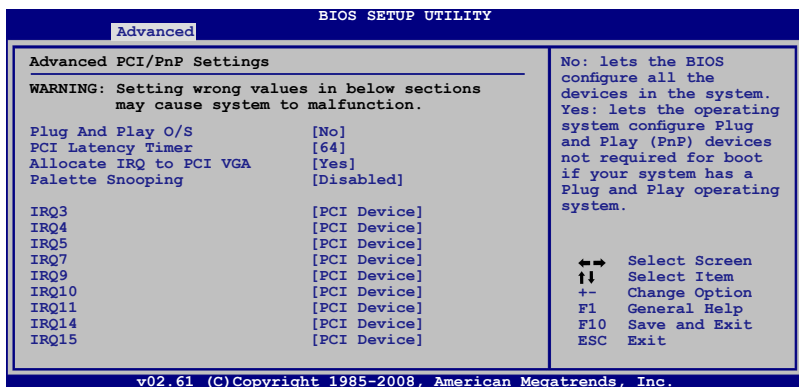 BIOS SETUP UTILITY
Advanced
Advanced PCI/PnP Settings
WARNING: Setting wrong values in below sections
may cause system to malfunction.
Plug And Play O/S [No]
PCI Latency Timer [64]
Allocate IRQ to PCI VGA [Yes]
Palette Snooping [Disabled]
IRQ3 [PCI Device]
IRQ4 [PCI Device]
IRQ5 [PCI Device]
IRQ7 [PCI Device]
IRQ9 [PCI Device]
IRQ10 [PCI Device]
IRQ11 [PCI Device]
IRQ14 [PCI Device]
IRQ15 [PCI Device]
No: lets the BIOS
configure all the
devices in the system.
Yes: lets the operating
system configure Plug
and Play (PnP) devices
not required for boot
if your system has a
Plug and Play operating
system.
←→ Select Screen
↑↓ Select Item
+- Change Option
F1 General Help
F10 Save and Exit
ESC Exit
v02.61 (C)Copyright 1985-2008, American Megatrends, Inc.